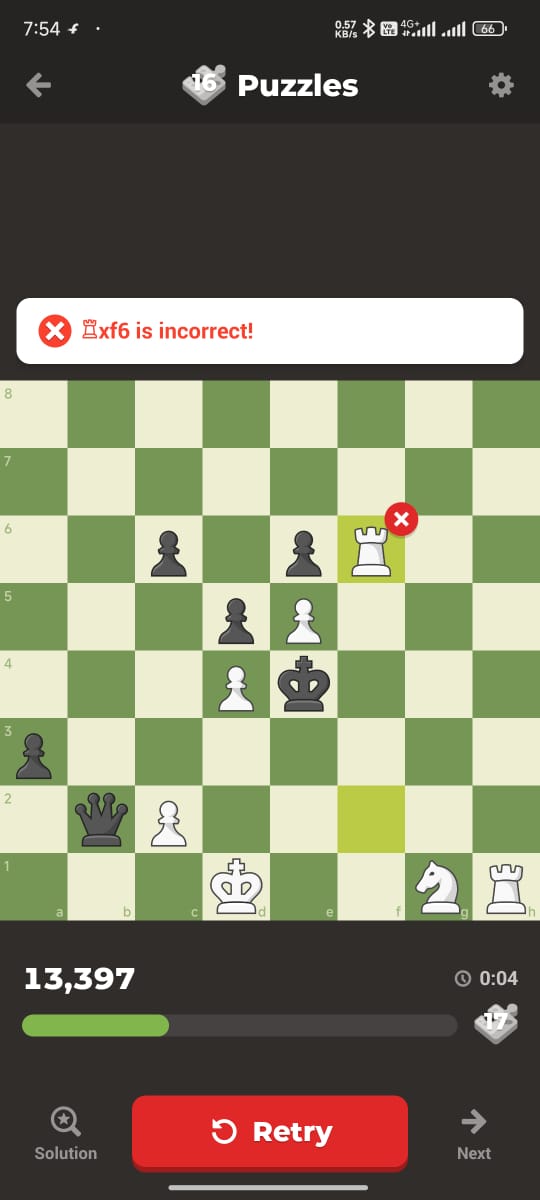 7:54
0.57 KB/s VoLTE 4G+ 66
16 Puzzles
♖xf6 is incorrect!
8
7
6
5
4
3
2
1
a b c d e f g h
13,397 0:04
17
Solution Retry Next